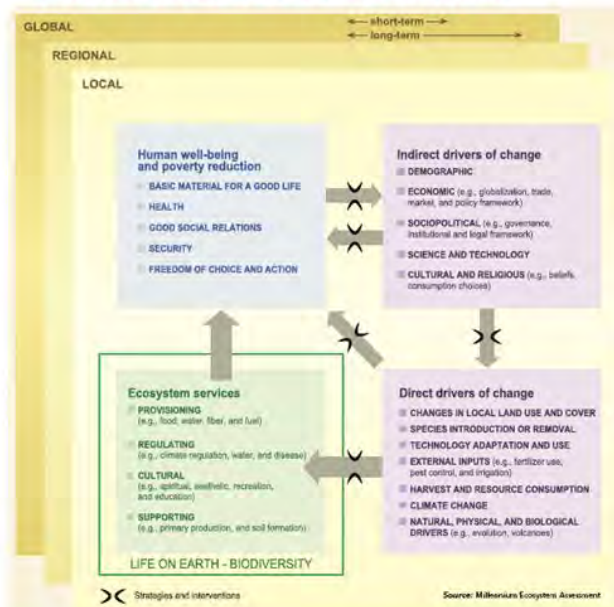 GLOBAL
short-term
long-term
REGIONAL
LOCAL
Human well-being
and poverty reduction
BASIC MATERIAL FOR A GOOD LIFE
HEALTH
GOOD SOCIAL RELATIONS
SECURITY
FREEDOM OF CHOICE AND ACTION
Indirect drivers of change
DEMOGRAPHIC
ECONOMIC (e.g., globalization, trade,
market, and policy framework)
SOCIOPOLITICAL (e.g., governance,
institutional and legal framework)
SCIENCE AND TECHNOLOGY
CULTURAL AND RELIGIOUS (e.g., beliefs,
consumption choices)
Ecosystem services
PROVISIONING
(e.g., food, water, fiber, and fuel)
REGULATING
(e.g., climate regulation, water, and disease)
CULTURAL
(e.g., spiritual, aesthetic, recreation,
and education)
SUPPORTING
(e.g., primary production, and soil formation)
LIFE ON EARTH - BIODIVERSITY
Direct drivers of change
CHANGES IN LOCAL LAND USE AND COVER
SPECIES INTRODUCTION OR REMOVAL
TECHNOLOGY ADAPTATION AND USE
EXTERNAL INPUTS (e.g., fertilizer use,
pest control, and irrigation)
HARVEST AND RESOURCE CONSUMPTION
CLIMATE CHANGE
NATURAL, PHYSICAL, AND BIOLOGICAL
DRIVERS (e.g., evolution, volcanoes)
Strategies and interventions
Source: Millennium Ecosystem Assessment